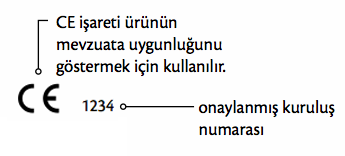 CE işareti ürünün
mevzuata uygunluğunu
göstermek için kullanılır.
CE 1234
onaylanmış kuruluş
numarası